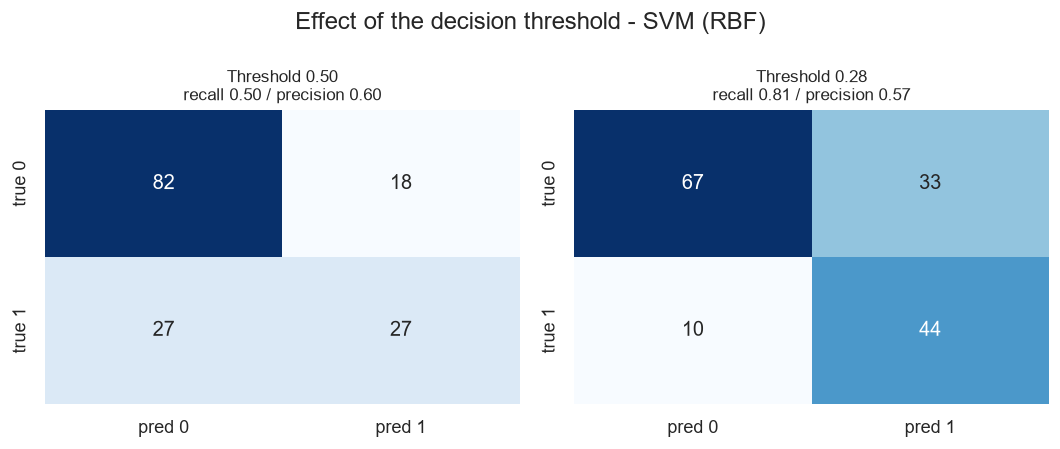 Effect of the decision threshold - SVM (RBF)
Threshold 0.50
recall 0.50 / precision 0.60
true 0
82
18
true 1
27
27
pred 0
pred 1
Threshold 0.28
recall 0.81 / precision 0.57
true 0
67
33
true 1
10
44
pred 0
pred 1